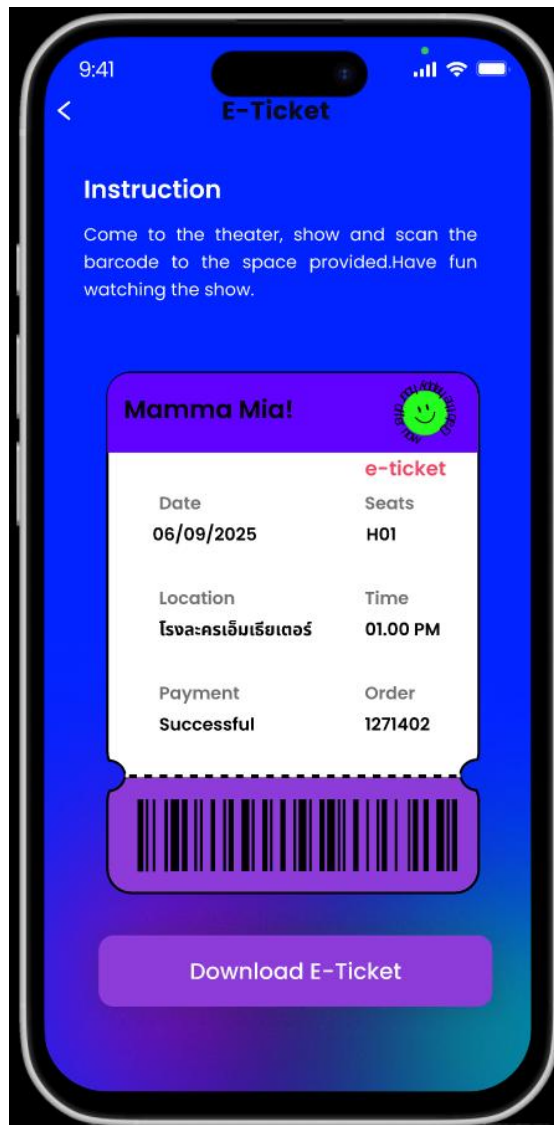 9:41
E-Ticket
Instruction
Come to the theater, show and scan the
barcode to the space provided.Have fun
watching the show.
Mamma Mia!
e-ticket
Date Seats
06/09/2025 H01
Location Time
โรงละครเอ็มเธียเตอร์ 01.00 PM
Payment Order
Successful 1271402
Download E-Ticket